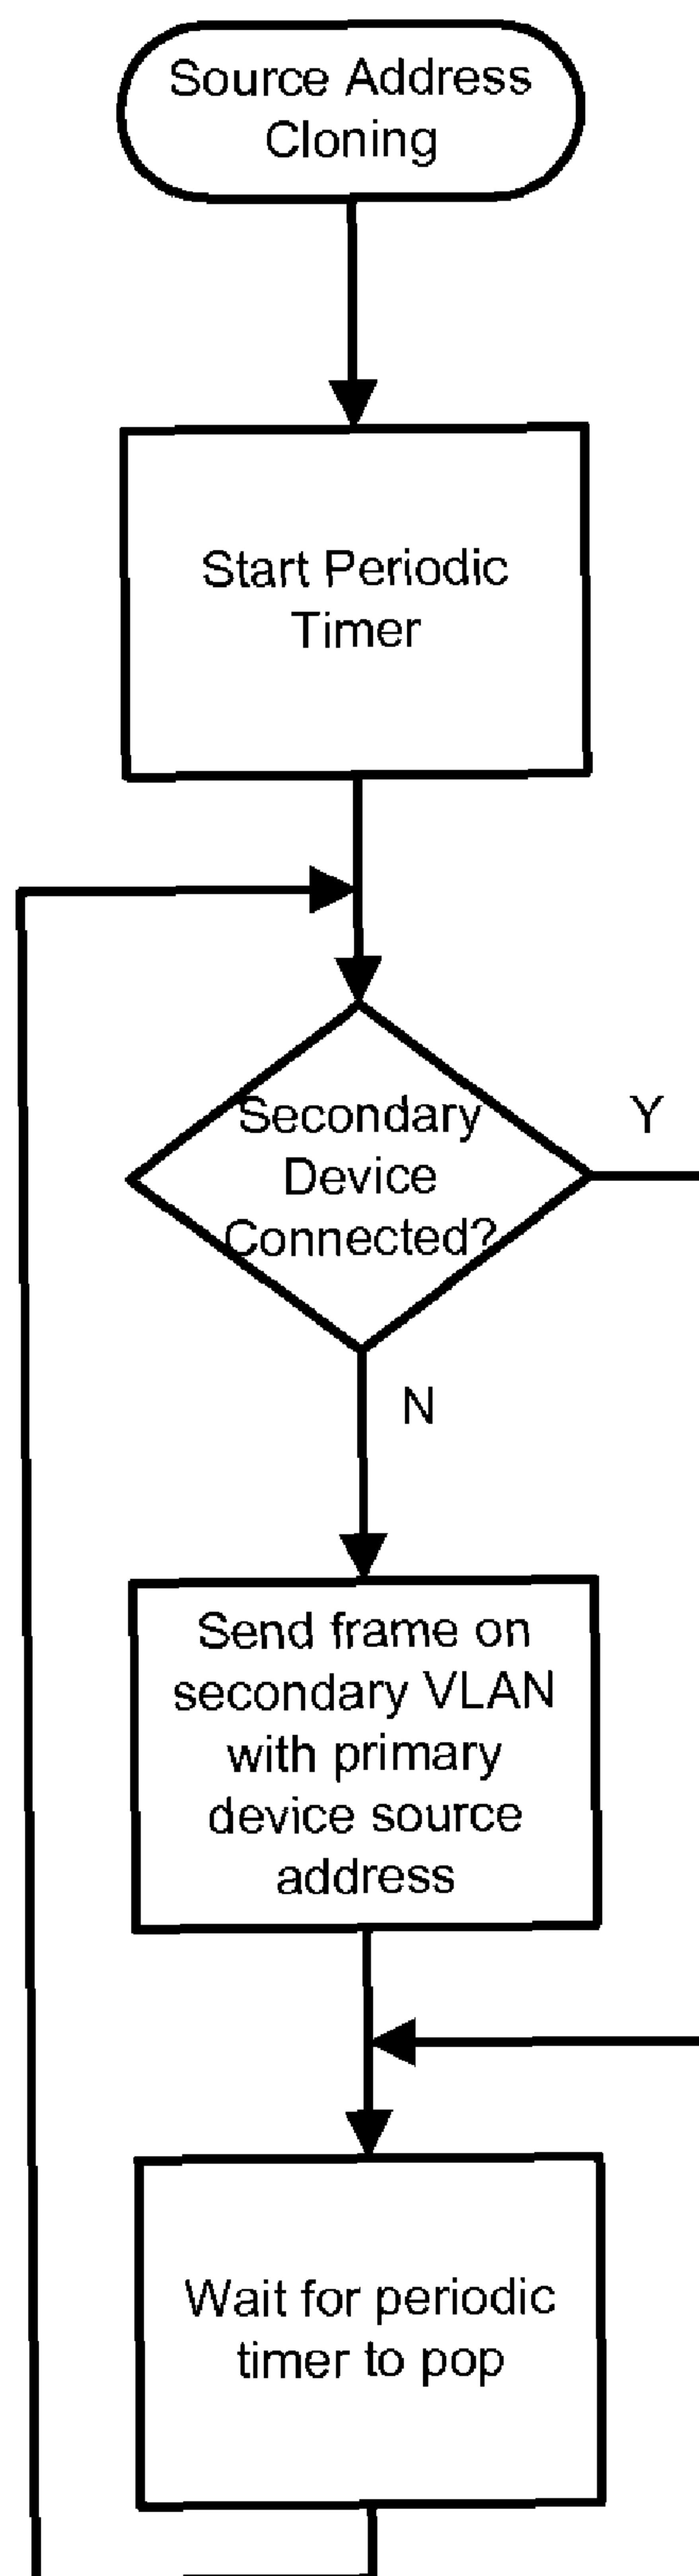 Source Address
Cloning
Start Periodic
Timer
Secondary
Device
Connected?
Y
N
Send frame on
secondary VLAN
with primary
device source
address
Wait for periodic
timer to pop